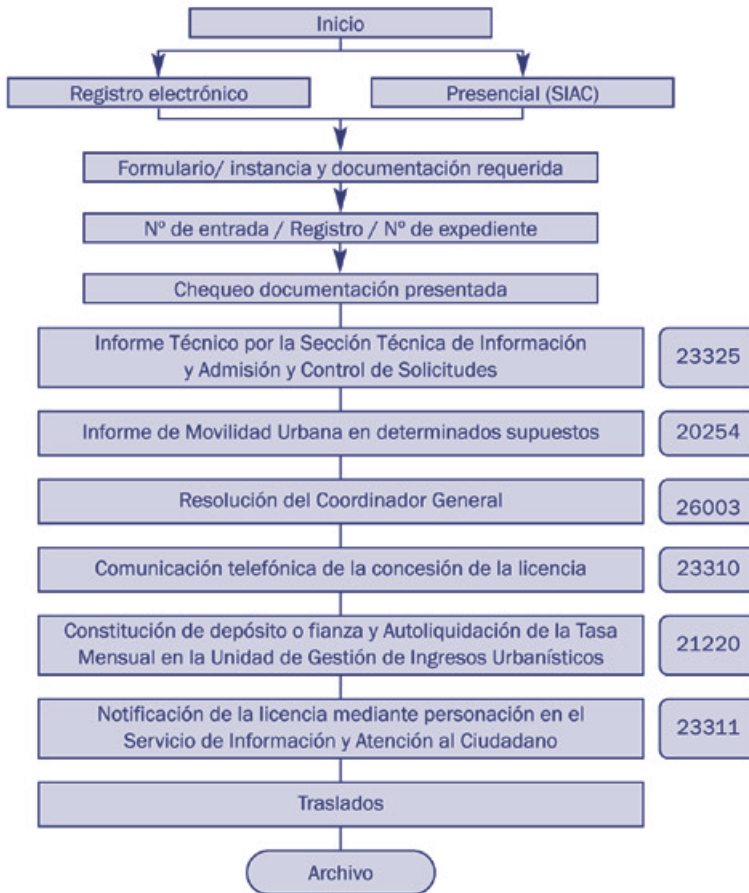 Inicio
Registro electrónico
Presencial (SIAC)
Formulario/ instancia y documentación requerida
Nº de entrada / Registro / Nº de expediente
Chequeo documentación presentada
Informe Técnico por la Sección Técnica de Información
y Admisión y Control de Solicitudes
23325
Informe de Movilidad Urbana en determinados supuestos
20254
Resolución del Coordinador General
26003
Comunicación telefónica de la concesión de la licencia
23310
Constitución de depósito o fianza y Autoliquidación de la Tasa
Mensual en la Unidad de Gestión de Ingresos Urbanísticos
21220
Notificación de la licencia mediante personación en el
Servicio de Información y Atención al Ciudadano
23311
Traslados
Archivo